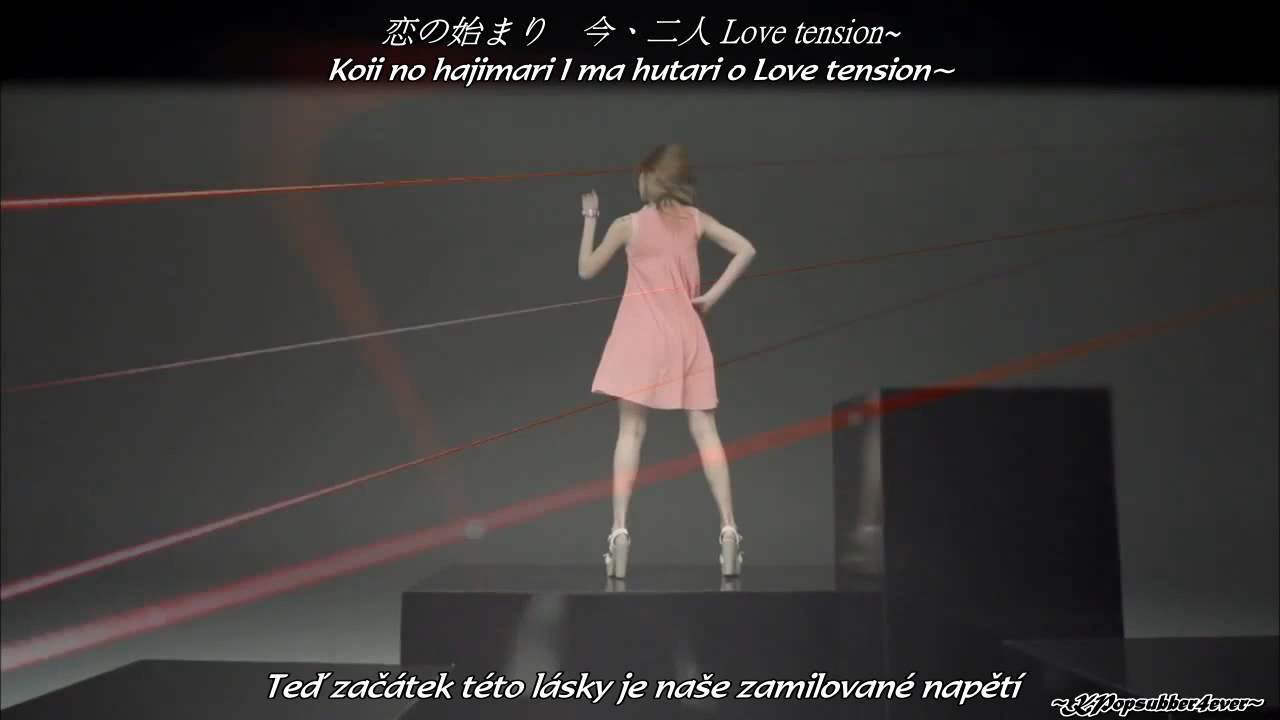 恋の始まり　今、二人 Love tension~
Koii no hajimari I ma hutari o Love tension~
Teď začátek této lásky je naše zamilované napětí
~KPopsubber4ever~